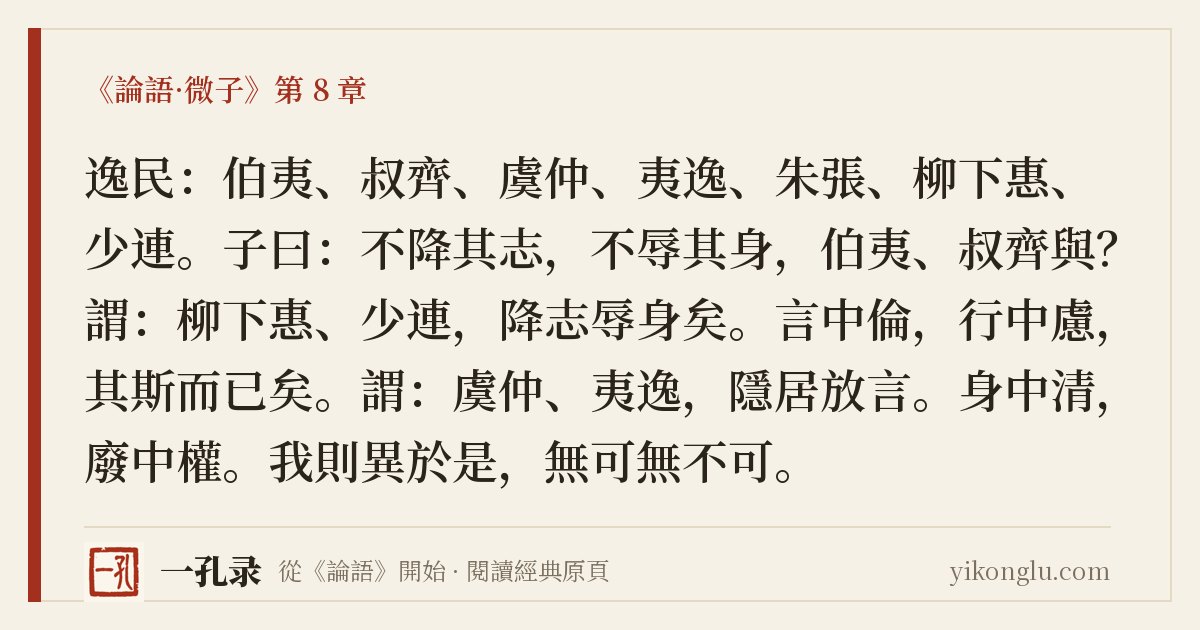 《論語·微子》第 8 章
逸民：伯夷、叔齊、虞仲、夷逸、朱張、柳下惠、
少連。子曰：不降其志，不辱其身，伯夷、叔齊與？
謂：柳下惠、少連，降志辱身矣。言中倫，行中慮，
其斯而已矣。謂：虞仲、夷逸，隱居放言。身中清，
廢中權。我則異於是，無可無不可。
一孔
一孔录 從《論語》開始 · 閱讀經典原頁 yikonglu.com